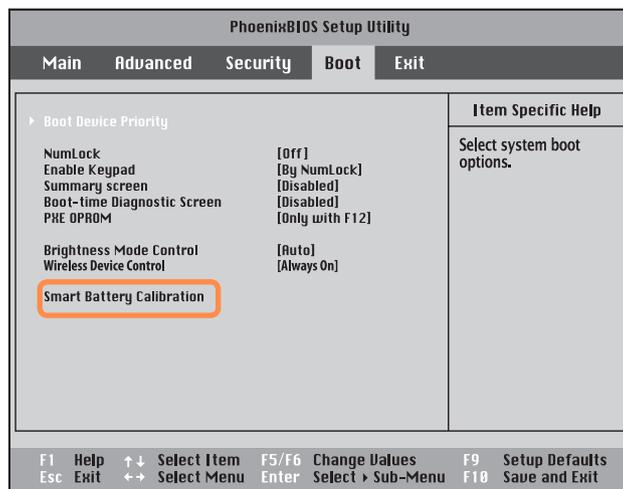 PhoenixBIOS Setup Utility
Main Advanced Security Boot Exit
Boot Device Priority
NumLock [Off]
Enable Keypad [By NumLock]
Summary screen [Disabled]
Boot-time Diagnostic Screen [Disabled]
PXE OPROM [Only with F12]
Brightness Mode Control [Auto]
Wireless Device Control [Always On]
Smart Battery Calibration
Item Specific Help
Select system boot
options.
F1 Help ↑↓ Select Item F5/F6 Change Values F9 Setup Defaults
Esc Exit ←→ Select Menu Enter Select ▸ Sub-Menu F10 Save and Exit